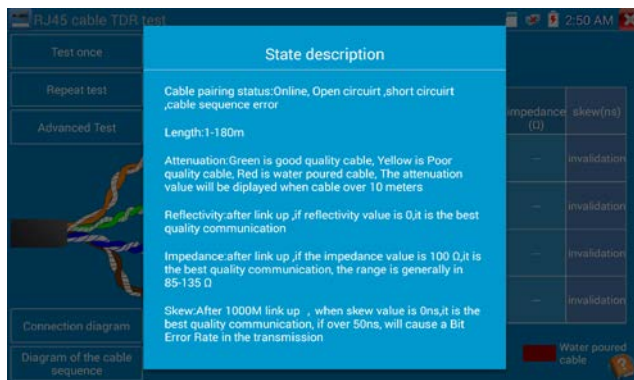 RJ45 cable TDR test
2:50 AM
Test once
Repeat test
Advanced Test
Connection diagram
Diagram of the cable
sequence
State description
Cable pairing status:Online, Open circuirt ,short circuirt
,cable sequence error
Length:1-180m
Attenuation:Green is good quality cable, Yellow is Poor
quality cable, Red is water poured cable, The attenuation
value will be diplayed when cable over 10 meters
Reflectivity:after link up ,if reflectivity value is 0,it is the best
quality communication
Impedance:after link up ,if the impedance value is 100 Ω,it is
the best quality communication, the range is generally in
85-135 Ω
Skew:After 1000M link up , when skew value is 0ns,it is the
best quality communication, if over 50ns, will cause a Bit
Error Rate in the transmission
impedance
(Ω)
skew(ns)
-- invalidation
-- invalidation
-- invalidation
-- invalidation
Water poured
cable